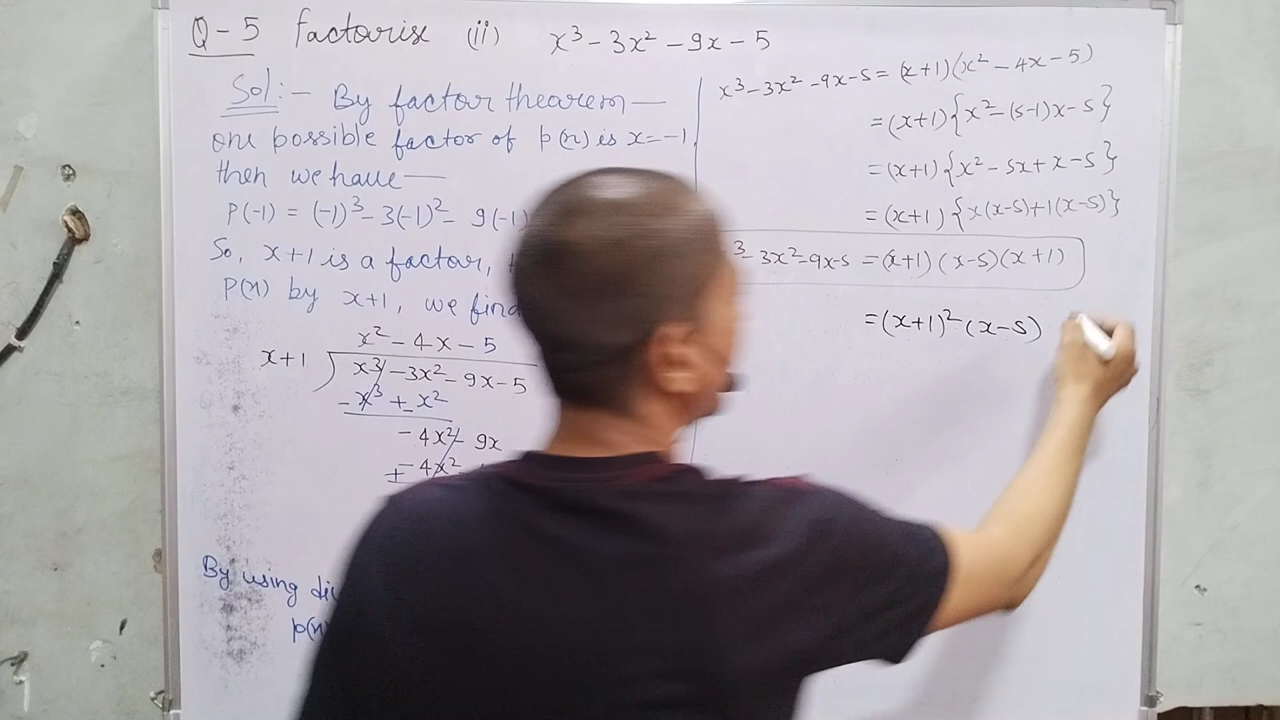 Q-5 Factorise (ii) x³ - 3x² - 9x - 5
Sol:- By factor thearem—
one possible factor of p(x) is x=-1,
then we have—
P(-1) = (-1)³ - 3(-1)² - 9(-1)
So, x+1 is a factor,
P(x) by x+1, we find
x² - 4x - 5
x+1 ) x³ - 3x² - 9x - 5
- x³ + x²
- 4x² - 9x
- 4x²
By using
p(x)
x³ - 3x² - 9x - 5 = (x+1)(x² - 4x - 5)
= (x+1){x² - (5-1)x - 5}
= (x+1){x² - 5x + x - 5}
= (x+1){x(x-5)+1(x-5)}
³ - 3x² - 9x - 5 = (x+1)(x-5)(x+1)
= (x+1)² (x-5)